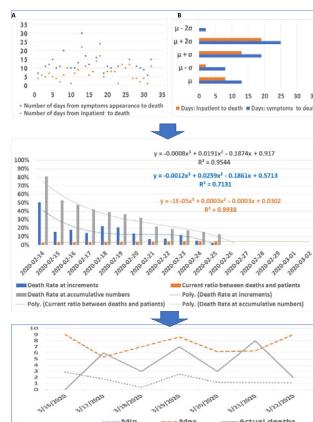 A
B
35
30
25
20
15
10
5
0
0 5 10 15 20 25 30 35
• Number of days from symptoms appearance to death
• Number of days from Inpatient to death
μ - 2σ
μ + 2σ
μ + σ
μ - σ
μ
0 5 10 15 20 25 30
Days: Inpatient to death Days: symptoms to death
y = -0.0008x³ + 0.0191x² - 0.1874x + 0.917
R² = 0.9544
y = -0.0012x³ + 0.0259x² - 0.1861x + 0.5713
R² = 0.7131
y = -1E-05x³ + 0.0003x² - 0.0003x + 0.0302
R² = 0.9938
100%
90%
80%
70%
60%
50%
40%
30%
20%
10%
0%
2020-02-14 2020-02-15 2020-02-16 2020-02-17 2020-02-18 2020-02-19 2020-02-20 2020-02-21 2020-02-22 2020-02-23 2020-02-24 2020-02-25 2020-02-26 2020-02-27 2020-02-28 2020-02-29 2020-03-01 2020-03-02
Death Rate at increments Current ratio between deaths and patients
Death Rate at accumulative numbers Poly. (Death Rate at increments)
Poly. (Current ratio between deaths and patients) Poly. (Death Rate at accumulative numbers)
10
9
8
7
6
5
4
3
2
1
0
Min Max Actual deaths